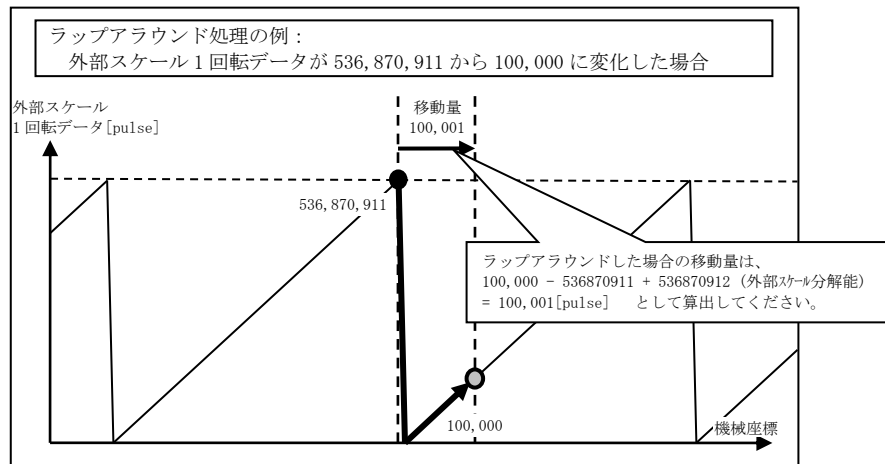 ラップアラウンド処理の例：
外部スケール1回転データが 536,870,911 から 100,000 に変化した場合
外部スケール
1回転データ[pulse]
移動量
100,001
536,870,911
ラップアラウンドした場合の移動量は、
100,000 - 536870911 + 536870912 (外部ｽｹｰﾙ分解能)
= 100,001[pulse]　として算出してください。
100,000
機械座標